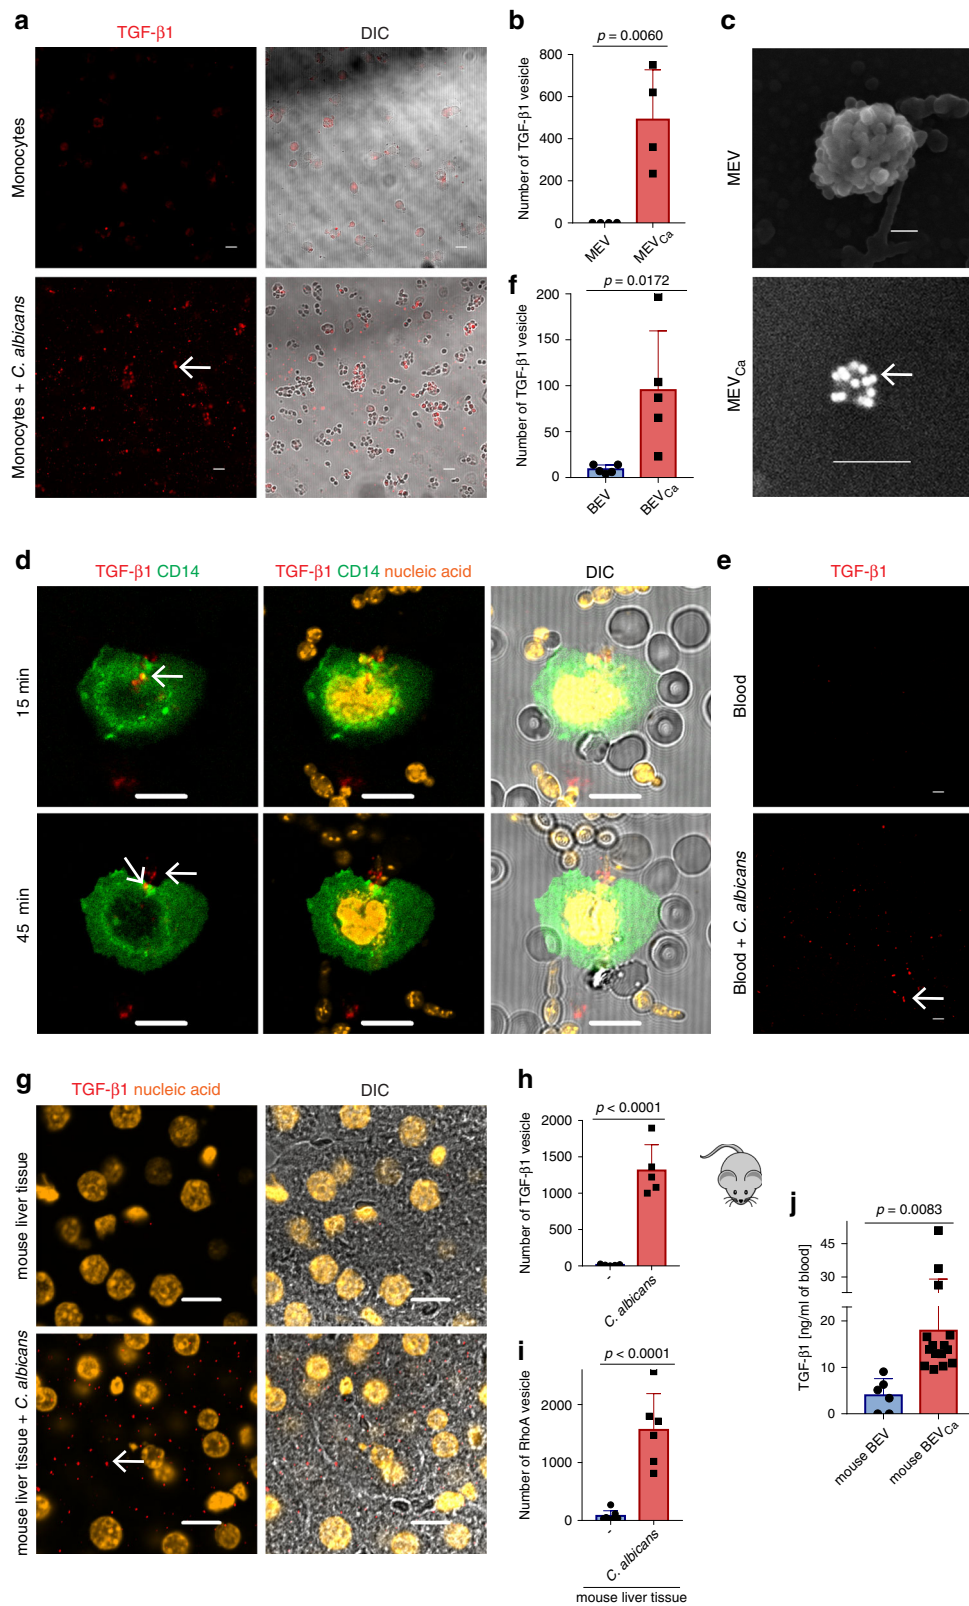 a
TGF-β1
DIC
Monocytes
Monocytes + C. albicans
b
p = 0.0060
Number of TGF-β1 vesicle
800
600
400
200
0
MEV
MEVCa
c
MEV
MEVCa
f
p = 0.0172
Number of TGF-β1 vesicle
200
150
100
50
0
BEV
BEVCa
d
TGF-β1 CD14
TGF-β1 CD14 nucleic acid
DIC
15 min
45 min
e
TGF-β1
Blood
Blood + C. albicans
g
TGF-β1 nucleic acid
DIC
mouse liver tissue
mouse liver tissue + C. albicans
h
p < 0.0001
Number of TGF-β1 vesicle
2000
1500
1000
500
0
-
C. albicans
i
p < 0.0001
Number of RhoA vesicle
2000
1000
0
-
C. albicans
mouse liver tissue
j
p = 0.0083
TGF-β1 [ng/ml of blood]
45
30
20
10
0
mouse BEV
mouse BEVCa